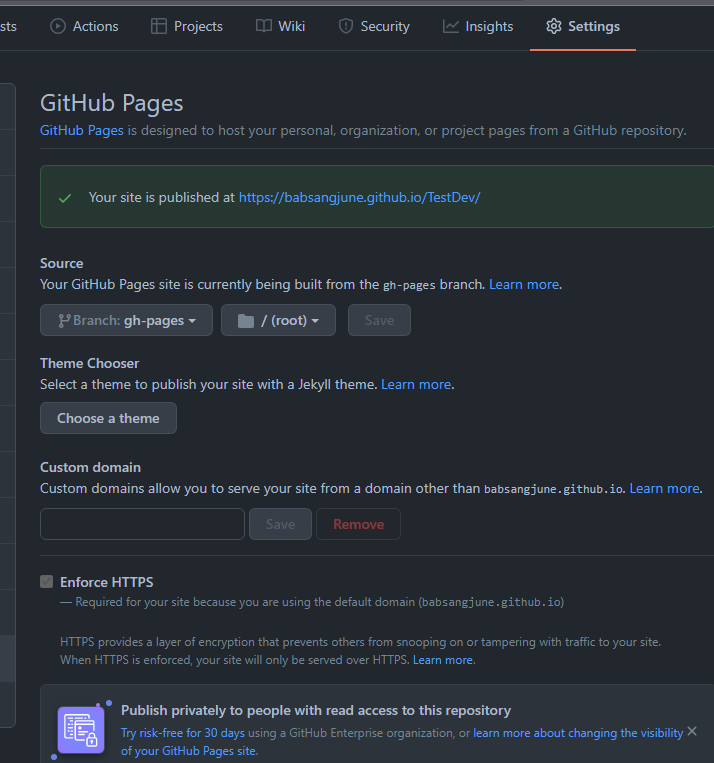 sts Actions Projects Wiki Security Insights Settings
GitHub Pages
GitHub Pages is designed to host your personal, organization, or project pages from a GitHub repository.
Your site is published at https://babsangjune.github.io/TestDev/
Source
Your GitHub Pages site is currently being built from the gh-pages branch. Learn more.
Branch: gh-pages / (root) Save
Theme Chooser
Select a theme to publish your site with a Jekyll theme. Learn more.
Choose a theme
Custom domain
Custom domains allow you to serve your site from a domain other than babsangjune.github.io. Learn more.
Save Remove
Enforce HTTPS
— Required for your site because you are using the default domain (babsangjune.github.io)
HTTPS provides a layer of encryption that prevents others from snooping on or tampering with traffic to your site.
When HTTPS is enforced, your site will only be served over HTTPS. Learn more.
Publish privately to people with read access to this repository
Try risk-free for 30 days using a GitHub Enterprise organization, or learn more about changing the visibility
of your GitHub Pages site.